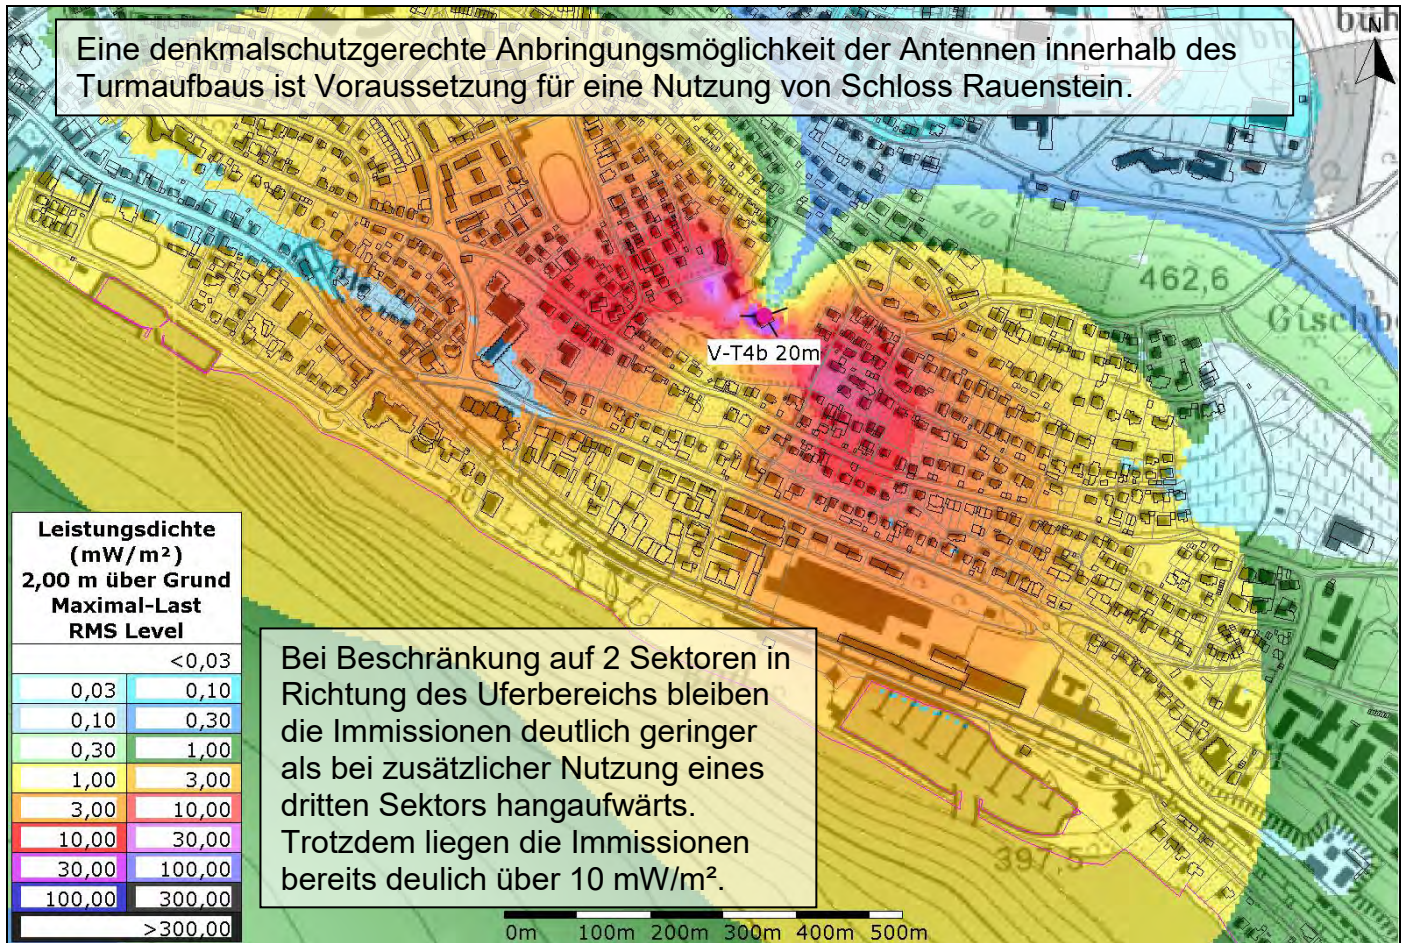 Eine denkmalschutzgerechte Anbringungsmöglichkeit der Antennen innerhalb des
Turmaufbaus ist Voraussetzung für eine Nutzung von Schloss Rauenstein.
N
470
462,6
V-T4b 20m
20
Leistungsdichte
(mW/m²)
2,00 m über Grund
Maximal-Last
RMS Level
<0,03
0,03 0,10
0,10 0,30
0,30 1,00
1,00 3,00
3,00 10,00
10,00 30,00
30,00 100,00
100,00 300,00
>300,00
Bei Beschränkung auf 2 Sektoren in
Richtung des Uferbereichs bleiben
die Immissionen deutlich geringer
als bei zusätzlicher Nutzung eines
dritten Sektors hangaufwärts.
Trotzdem liegen die Immissionen
bereits deulich über 10 mW/m².
397,5
0m 100m 200m 300m 400m 500m